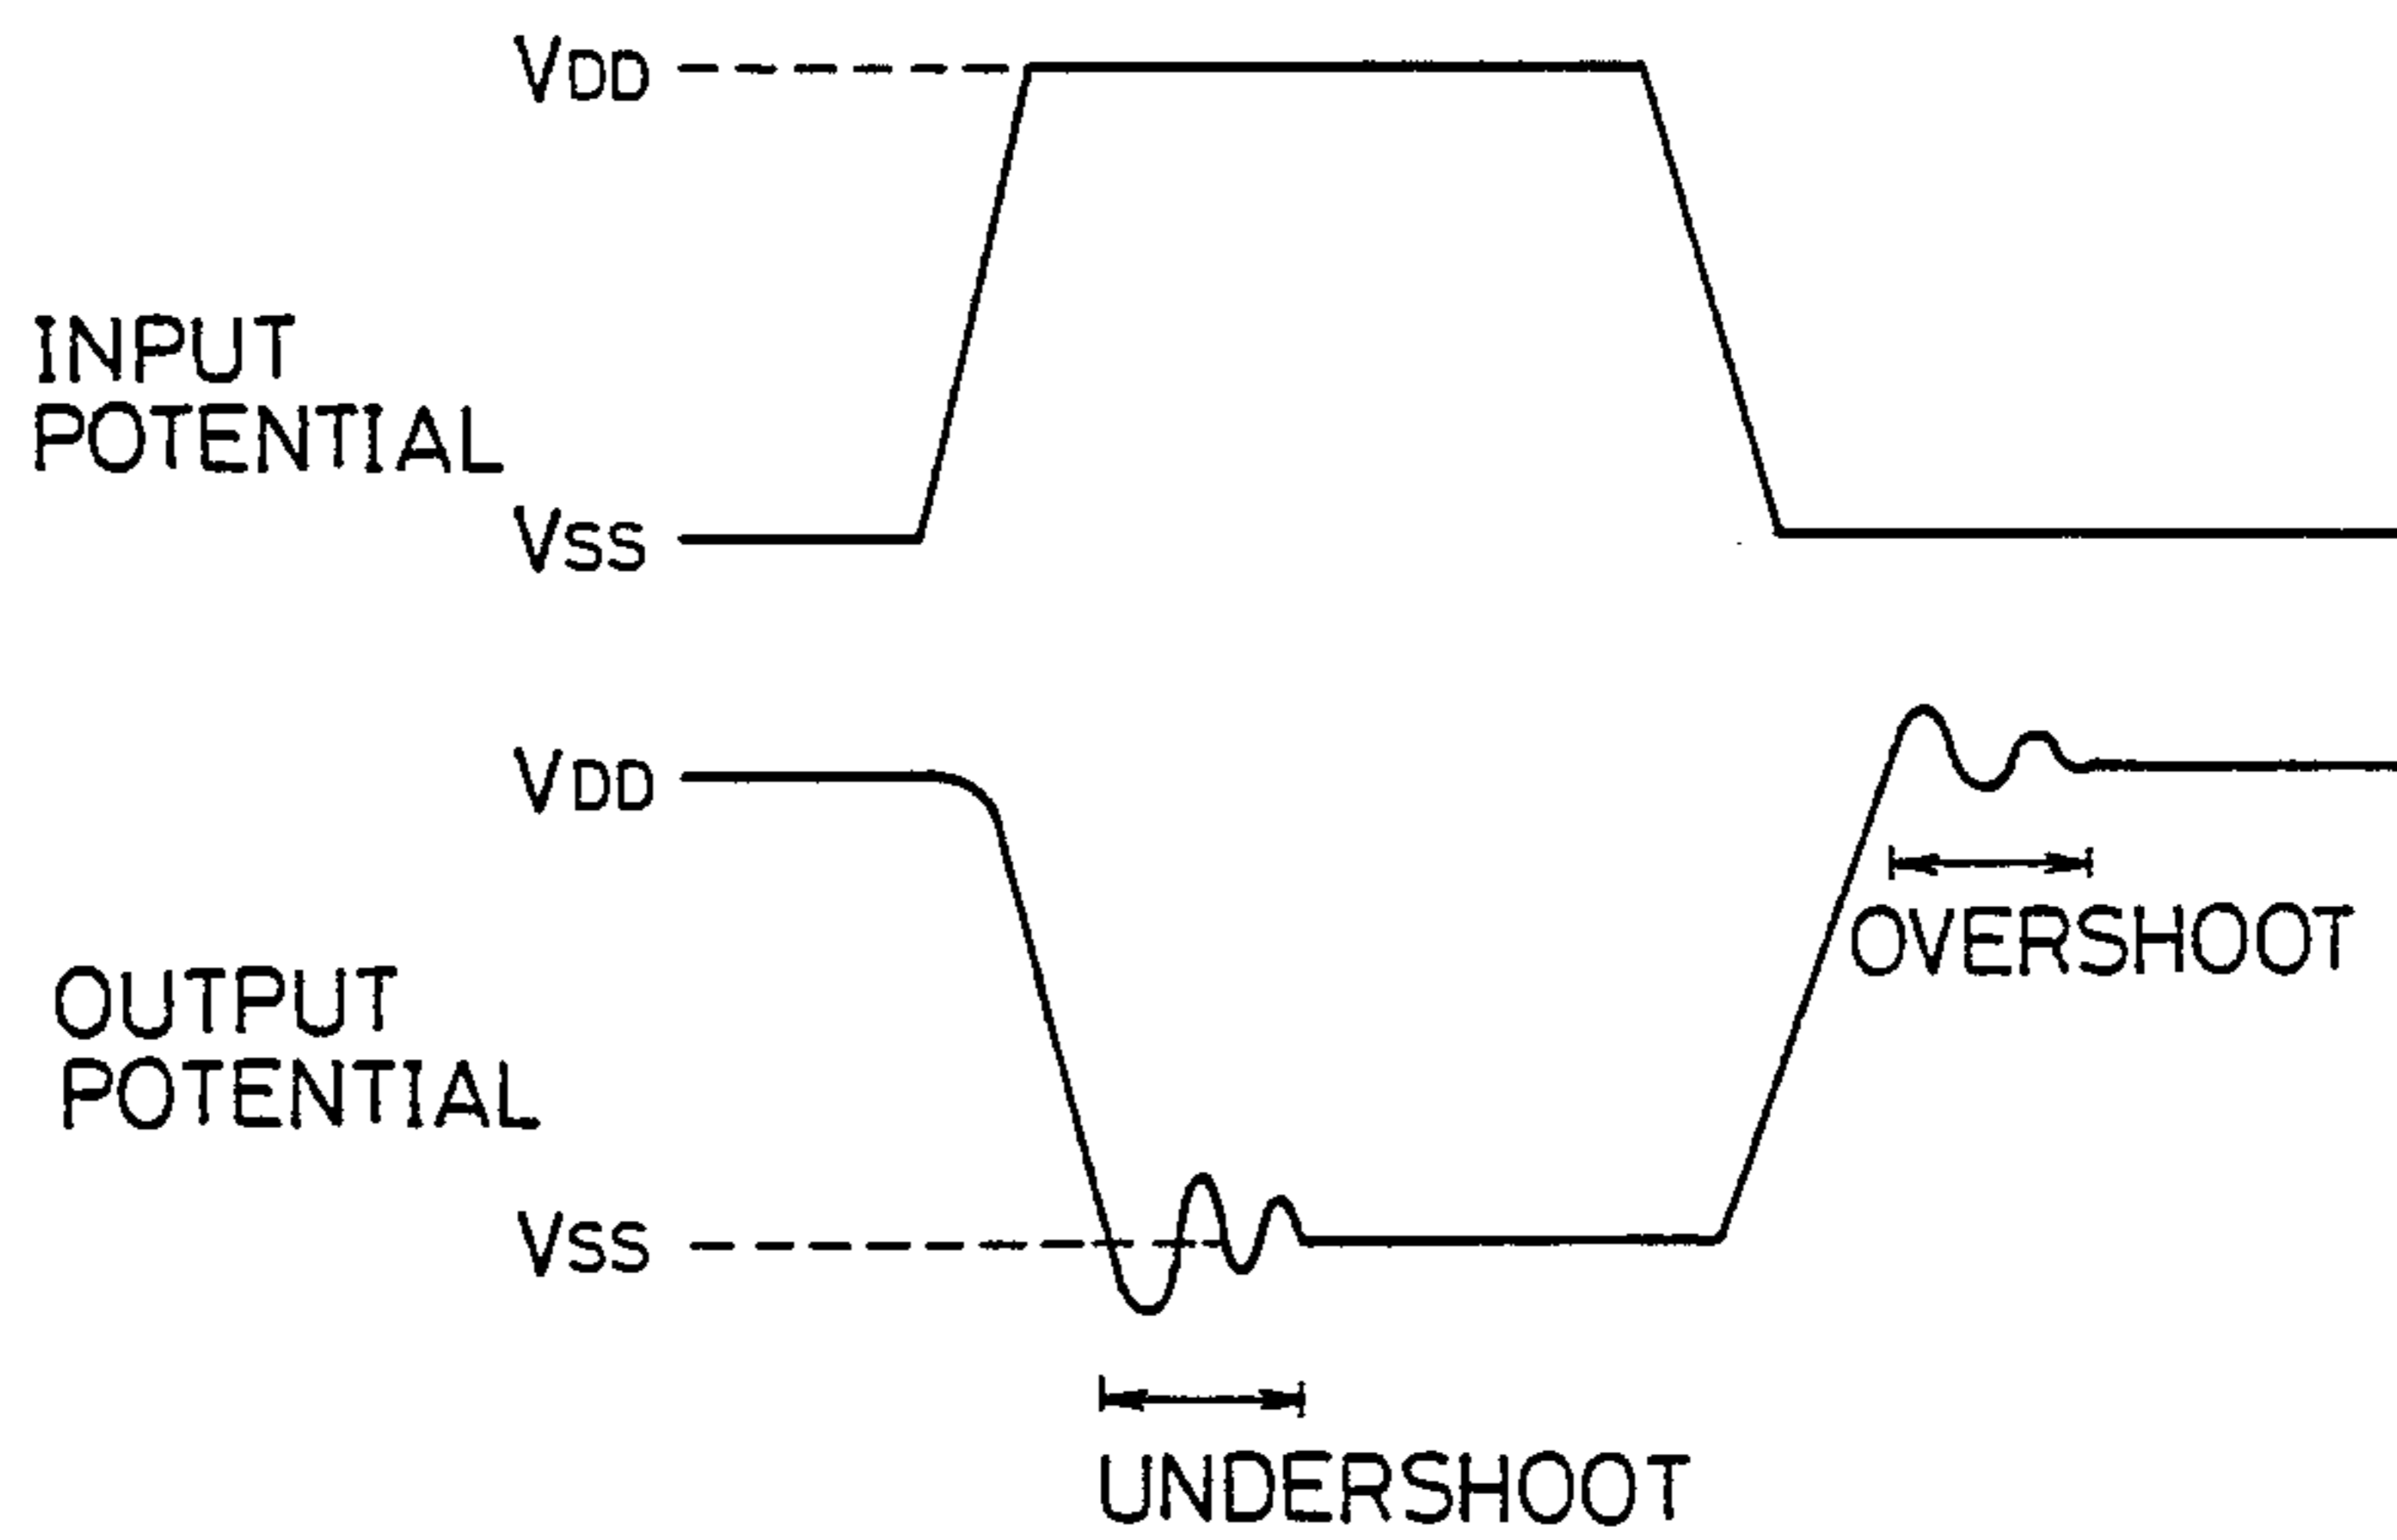 VDD
INPUT
POTENTIAL
VSS
VDD
OVERSHOOT
OUTPUT
POTENTIAL
VSS
UNDERSHOOT